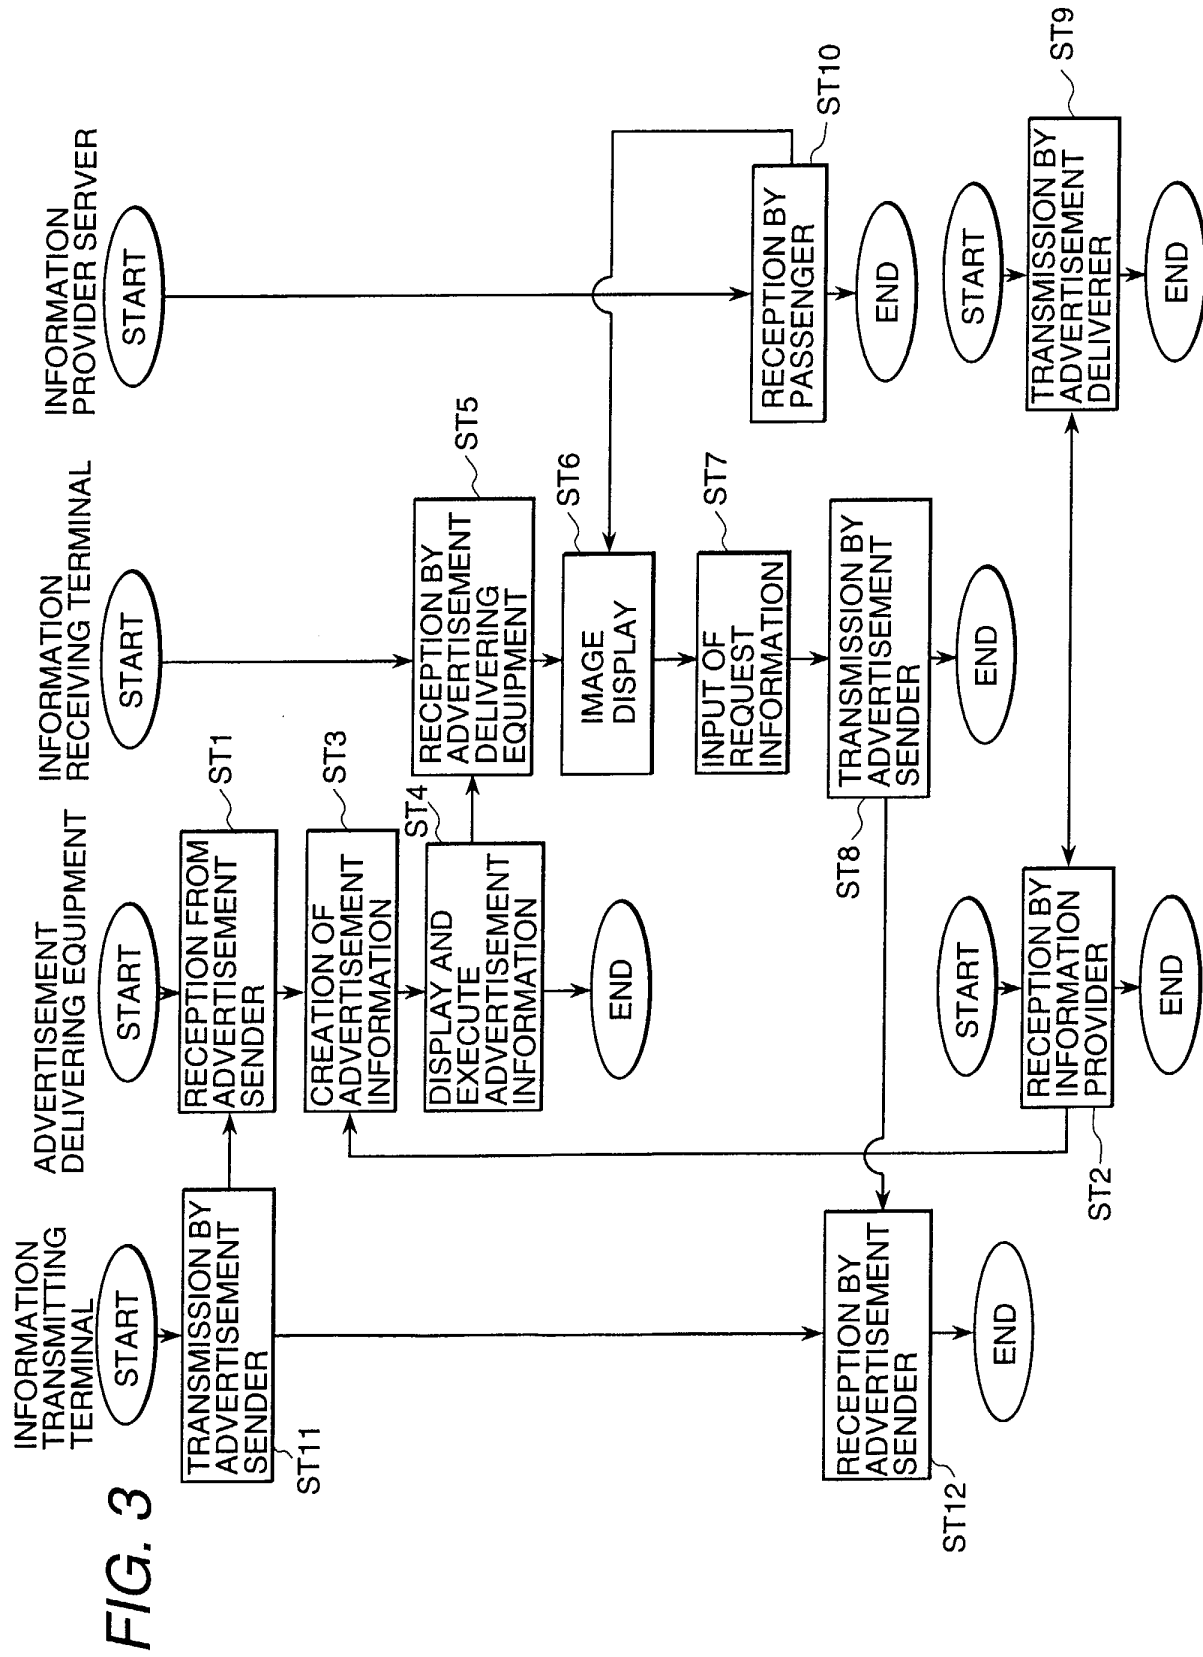 FIG. 3
INFORMATION
TRANSMITTING
TERMINAL
START
TRANSMISSION BY
ADVERTISEMENT
SENDER
ST11
RECEPTION BY
ADVERTISEMENT
SENDER
ST12
END
ADVERTISEMENT
DELIVERING EQUIPMENT
START
RECEPTION FROM
ADVERTISEMENT
SENDER
ST1
CREATION OF
ADVERTISEMENT
INFORMATION
ST3
DISPLAY AND
EXECUTE
ADVERTISEMENT
INFORMATION
ST4
END
START
RECEPTION BY
INFORMATION
PROVIDER
ST2
END
INFORMATION
RECEIVING TERMINAL
START
RECEPTION BY
ADVERTISEMENT
DELIVERING
EQUIPMENT
ST5
IMAGE
DISPLAY
ST6
INPUT OF
REQUEST
INFORMATION
ST7
TRANSMISSION BY
ADVERTISEMENT
SENDER
ST8
END
INFORMATION
PROVIDER SERVER
START
RECEPTION BY
PASSENGER
ST10
END
START
TRANSMISSION BY
ADVERTISEMENT
DELIVERER
ST9
END